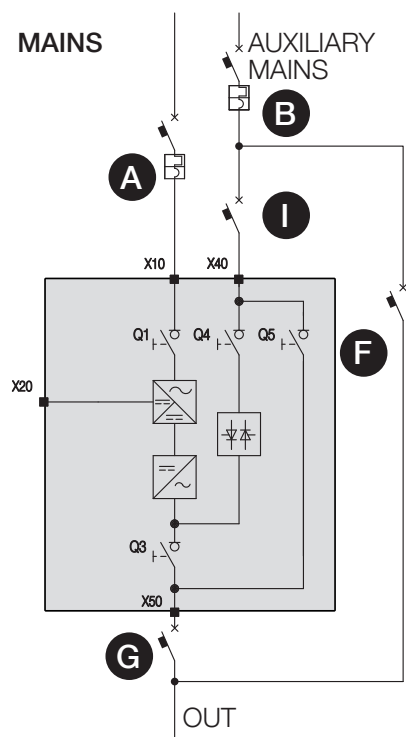 MAINS
AUXILIARY
MAINS
B
A
I
X10
X40
Q1
Q4
Q5
F
X20
Q3
X50
G
OUT